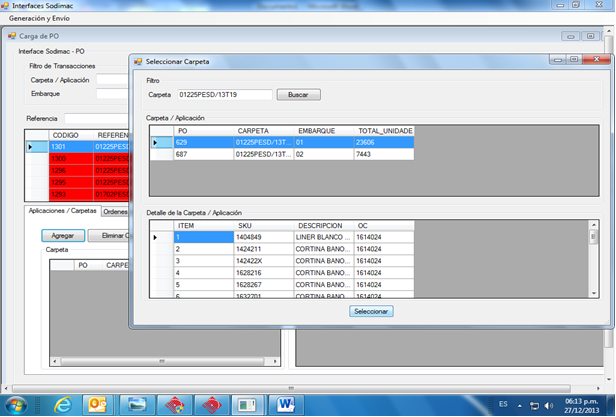 Interfaces Sodimac
Generación y Envío
Carga de PO
Interface Sodimac - PO
Filtro de Transacciones
Carpeta / Aplicación
Embarque
Referencia
CODIGO REFEREN
1301 01225PESD
1300 01225PES
1296 01225PES
1295 01225PES
1293 01702PES
Aplicaciones / Carpetas Ordenes
Agregar Eliminar Ca
Carpeta
PO CARPE
Seleccionar Carpeta
Filtro
Carpeta 01225PESD/13T19 Buscar
Carpeta / Aplicación
PO CARPETA EMBARQUE TOTAL_UNIDADE
629 01225PESD/13T... 01 23606
687 01225PESD/13T... 02 7443
Detalle de la Carpeta / Aplicación
ITEM SKU DESCRIPCION OC
1 1404849 LINER BLANCO ... 1614024
2 1424211 CORTINA BANO... 1614024
3 142422X CORTINA BANO... 1614024
4 1628216 CORTINA BANO... 1614024
5 1628267 CORTINA BANO... 1614024
6 1632701 CORTINA BANO... 1614024
Seleccionar
ES 06:13 p.m.
27/12/2013